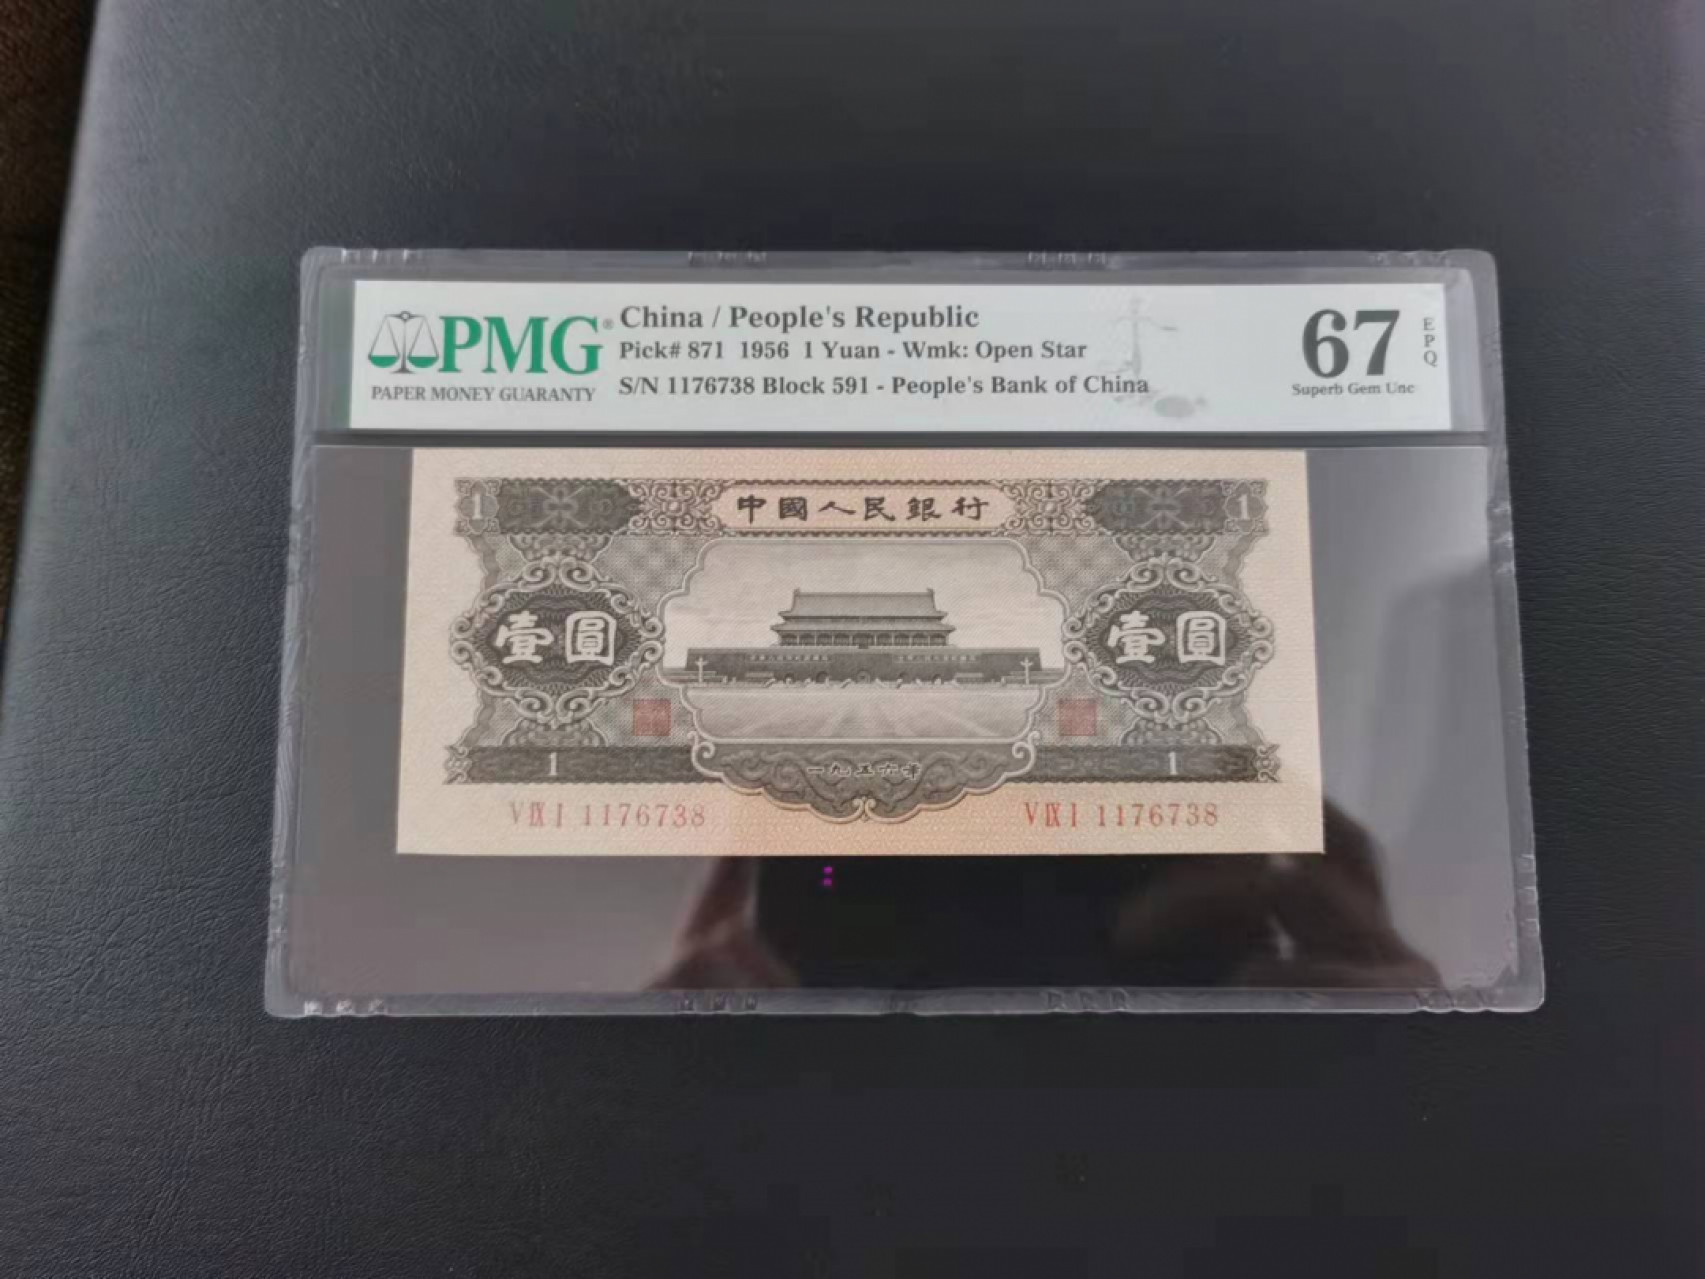 PMG®
PAPER MONEY GUARANTY
China / People's Republic
Pick# 871 1956 1 Yuan - Wmk: Open Star
S/N 1176738 Block 591 - People's Bank of China
67
EPQ
Superb Gem Unc
1
中國人民銀行
1
壹圓
壹圓
1
一九五六年
1
V IX I 1176738
V IX I 1176738